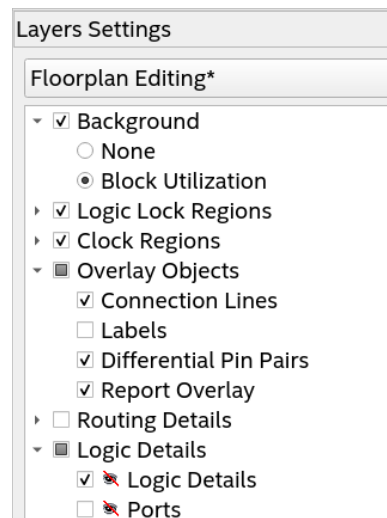 Layers Settings
Floorplan Editing*
Background
None
Block Utilization
Logic Lock Regions
Clock Regions
Overlay Objects
Connection Lines
Labels
Differential Pin Pairs
Report Overlay
Routing Details
Logic Details
Logic Details
Ports